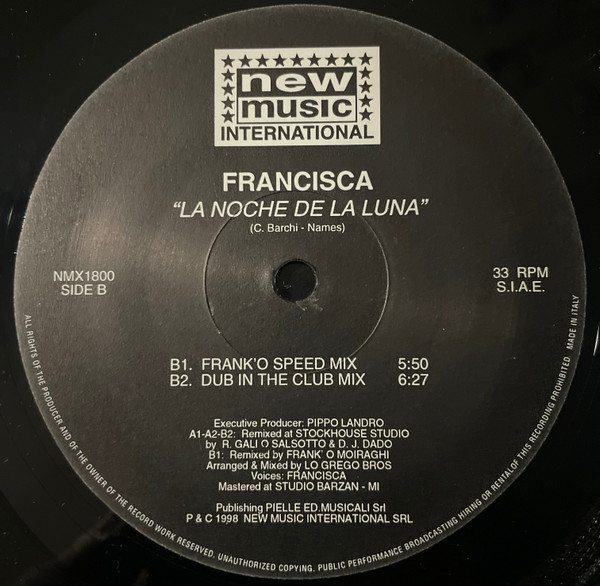 new
music
INTERNATIONAL
FRANCISCA
"LA NOCHE DE LA LUNA"
(C. Barchi - Names)
NMX1800
SIDE B
33 RPM
S.I.A.E.
B1. FRANK'O SPEED MIX 5:50
B2. DUB IN THE CLUB MIX 6:27
Executive Producer: PIPPO LANDRO
A1-A2-B2: Remixed at STOCKHOUSE STUDIO
by R. GALI O SALSOTTO & D. J. DADO
B1: Remixed by FRANK' O MOIRAGHI
Arranged & Mixed by LO GREGO BROS
Voices: FRANCISCA
Mastered at STUDIO BARZAN - MI
Publishing PIELLE ED.MUSICALI Srl
P & C 1998 NEW MUSIC INTERNATIONAL SRL
ALL RIGHTS OF THE PRODUCER AND OF THE OWNER OF THE RECORD WORK RESERVED. UNAUTHORIZED COPYING, PUBLIC PERFORMANCE BROADCASTING HIRING OR RENTALOF THIS RECORDING PROHIBITED. MADE IN ITALY